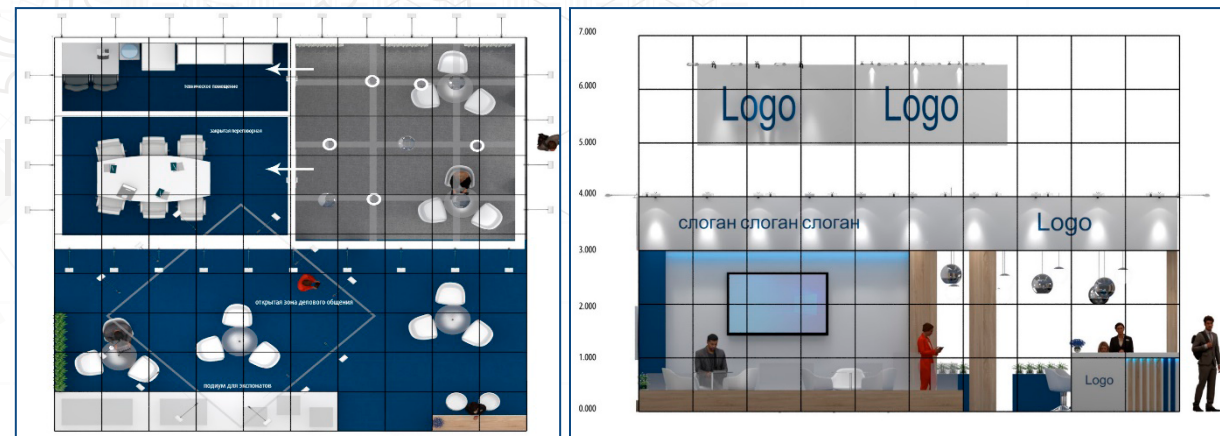 техническое помещение
закрытая переговорная
открытая зона делового общения
подиум для экспонатов
7.000
6.000
5.000
4.000
3.000
2.000
1.000
0.000
Logo Logo
слоган слоган слоган Logo
Logo